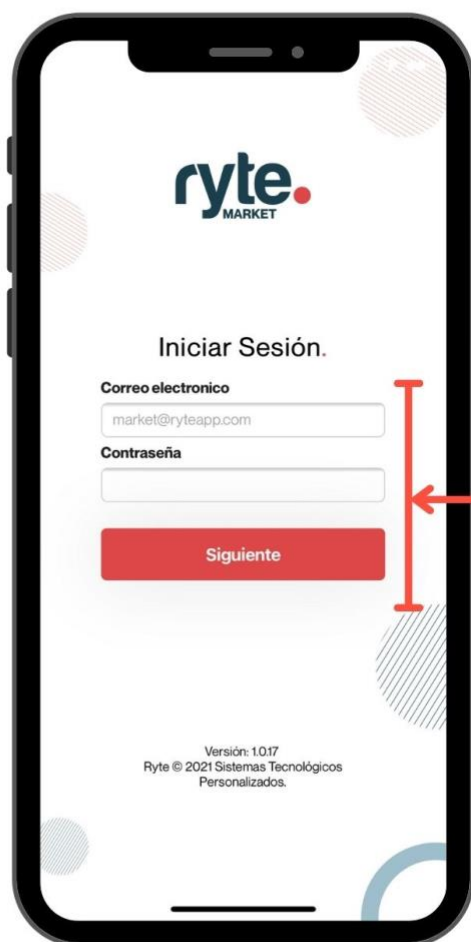 ryte.
MARKET
Iniciar Sesión.
Correo electronico
market@ryteapp.com
Contraseña
Siguiente
Versión: 1.0.17
Ryte © 2021 Sistemas Tecnológicos
Personalizados.